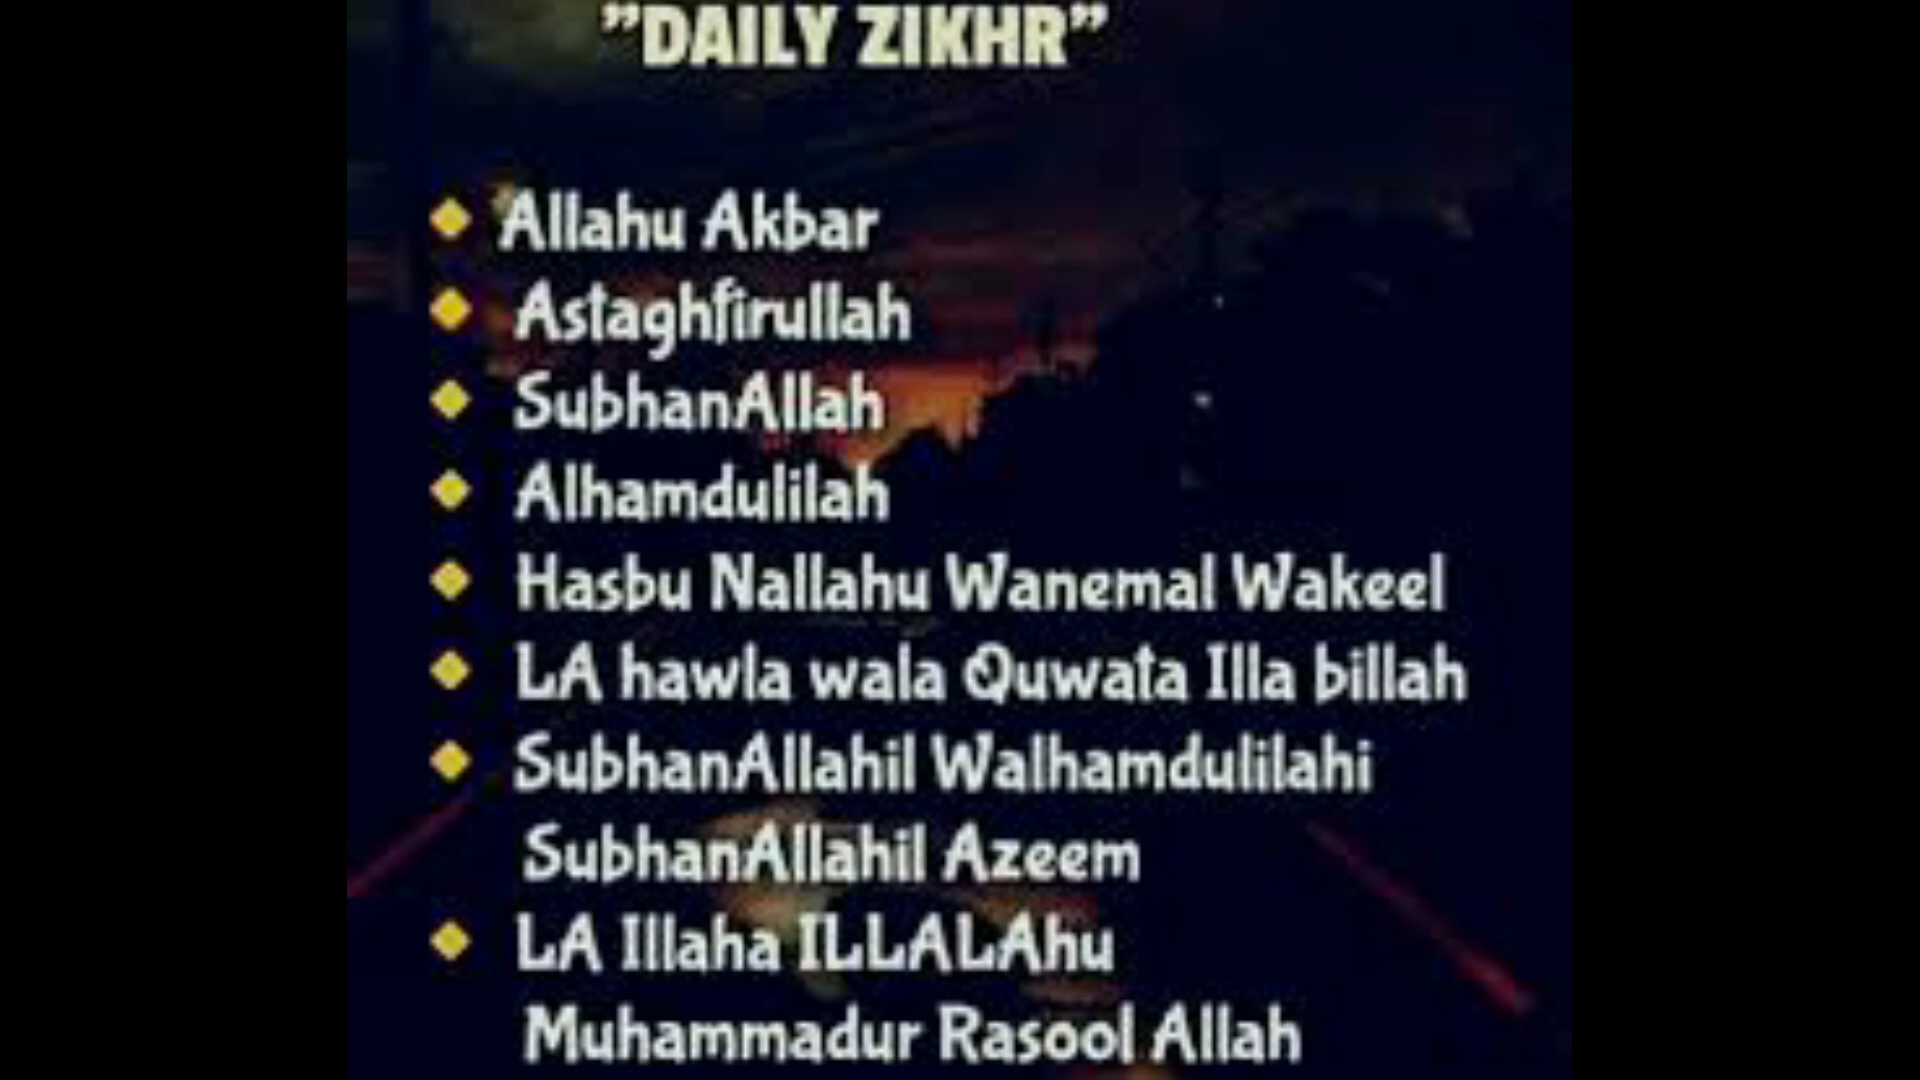 ”DAILY ZIKHR”
Allahu Akbar
Astaghfirullah
SubhanAllah
Alhamdulilah
Hasbu Nallahu Wanemal Wakeel
LA hawla wala Quwata Illa billah
SubhanAllahil Walhamdulilahi
SubhanAllahil Azeem
LA Illaha ILLALAhu
Muhammadur Rasool Allah